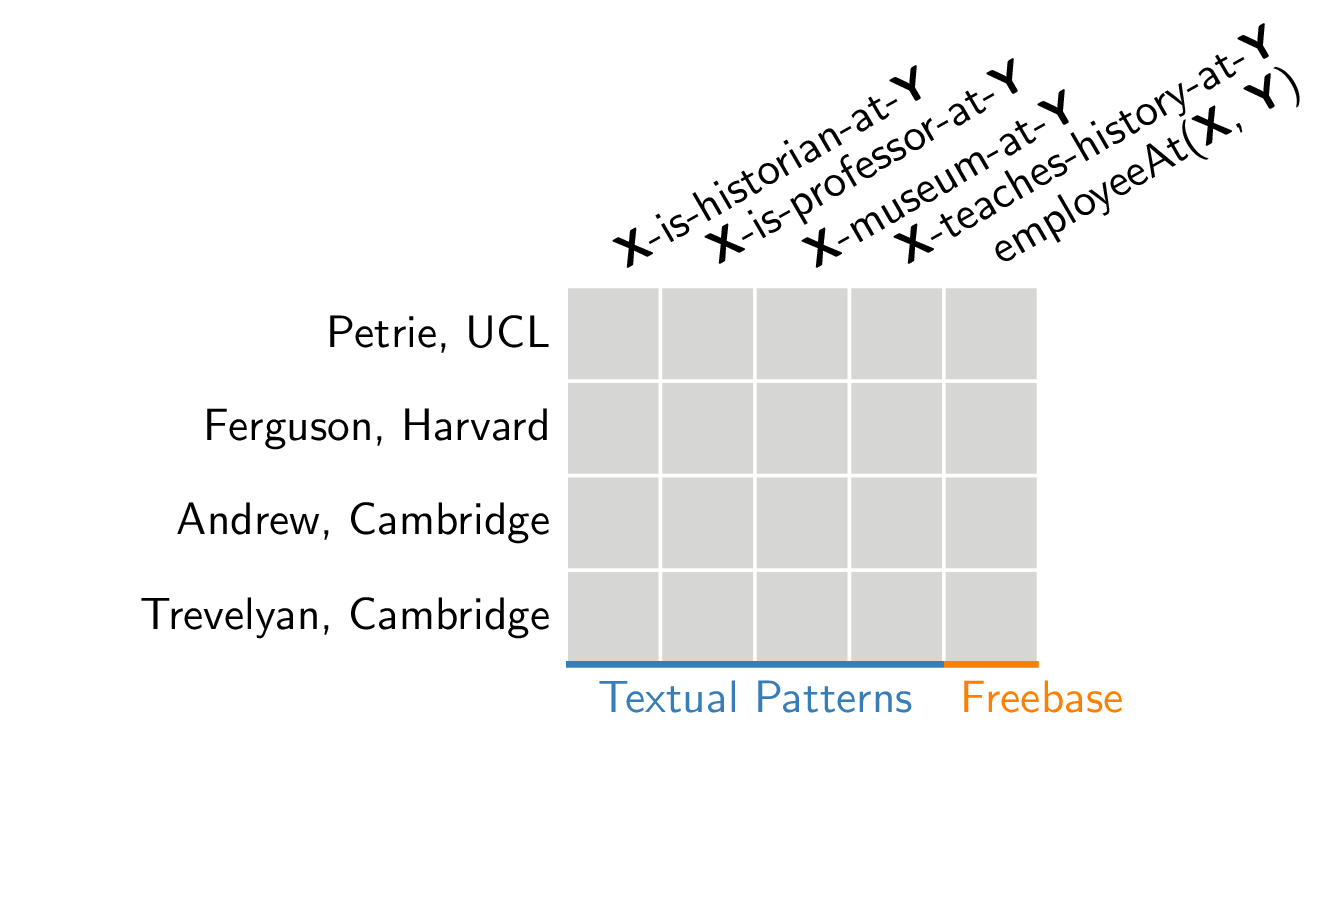 X-is-historian-at-Y
X-is-professor-at-Y
X-museum-at-Y
X-teaches-history-at-Y
employeeAt(X, Y)
Petrie, UCL
Ferguson, Harvard
Andrew, Cambridge
Trevelyan, Cambridge
Textual Patterns
Freebase